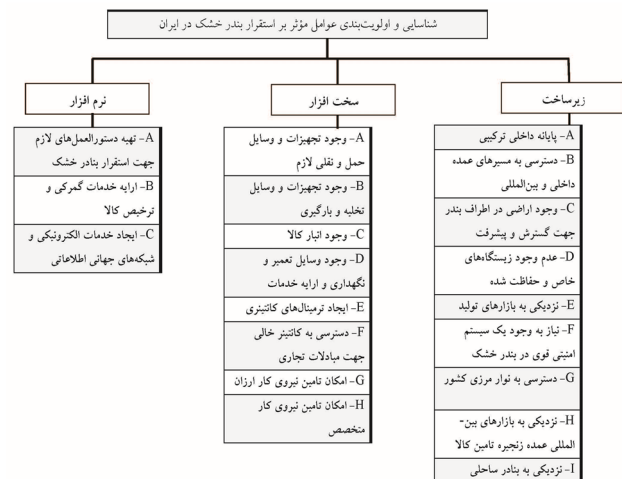 شناسایی و اولویت‌بندی عوامل مؤثر بر استقرار بندر خشک در ایران
زیرساخت
A- پایانه داخلی ترکیبی
B- دسترسی به مسیرهای عمده
داخلی و بین‌المللی
C- وجود اراضی در اطراف بندر
جهت گسترش و پیشرفت
D- عدم وجود زیستگاه‌های
خاص و حفاظت شده
E- نزدیکی به بازارهای تولید
F- نیاز به وجود یک سیستم
امنیتی قوی در بندر خشک
G- دسترسی به نوار مرزی کشور
H- نزدیکی به بازارهای بین-
المللی عمده زنجیره تامین کالا
I- نزدیکی به بنادر ساحلی
سخت افزار
A- وجود تجهیزات و وسایل
حمل و نقلی لازم
B- وجود تجهیزات و وسایل
تخلیه و بارگیری
C- وجود انبار کالا
D- وجود وسایل تعمیر و
نگهداری و ارایه خدمات
E- ایجاد ترمینال‌های کانتینری
F- دسترسی به کانتینر خالی
جهت مبادلات تجاری
G- امکان تامین نیروی کار ارزان
H- امکان تامین نیروی کار
متخصص
نرم افزار
A- تهیه دستورالعمل‌های لازم
جهت استقرار بنادر خشک
B- ارایه خدمات گمرکی و
ترخیص کالا
C- ایجاد خدمات الکترونیکی و
شبکه‌های جهانی اطلاعاتی